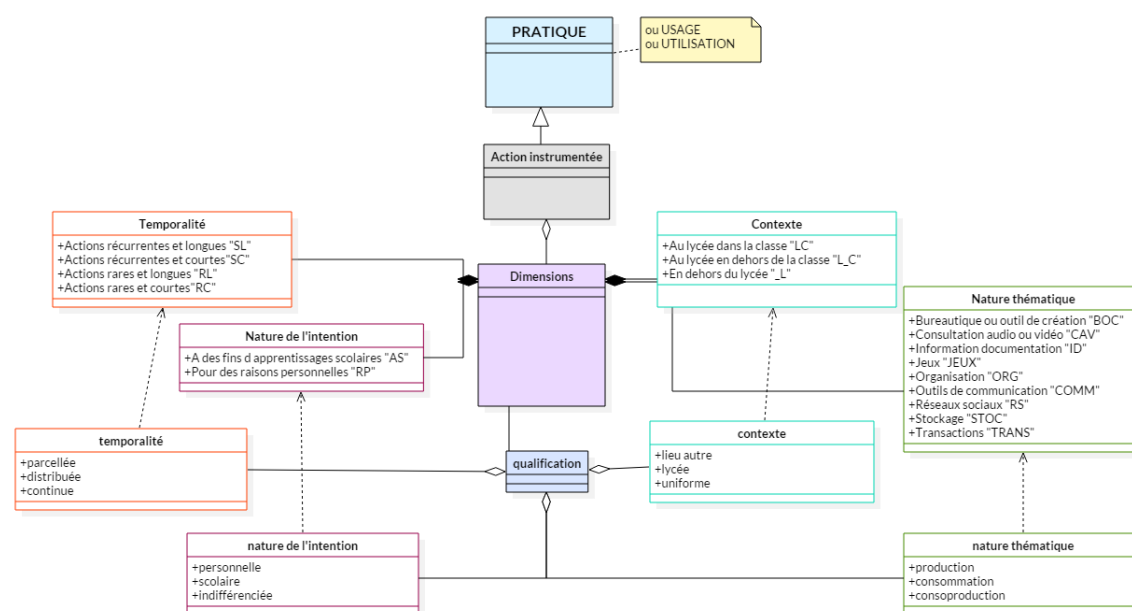 PRATIQUE
ou USAGE
ou UTILISATION
Action instrumentée
Temporalité
+Actions récurrentes et longues "SL"
+Actions récurrentes et courtes"SC"
+Actions rares et longues "RL"
+Actions rares et courtes"RC"
Contexte
+Au lycée dans la classe "LC"
+Au lycée en dehors de la classe "L_C"
+En dehors du lycée "_L"
Dimensions
Nature de l'intention
+A des fins d apprentissages scolaires "AS"
+Pour des raisons personnelles "RP"
Nature thématique
+Bureautique ou outil de création "BOC"
+Consultation audio ou vidéo "CAV"
+Information documentation "ID"
+Jeux "JEUX"
+Organisation "ORG"
+Outils de communication "COMM"
+Réseaux sociaux "RS"
+Stockage "STOC"
+Transactions "TRANS"
temporalité
+parcellée
+distribuée
+continue
qualification
contexte
+lieu autre
+lycée
+uniforme
nature de l'intention
+personnelle
+scolaire
+indifférenciée
nature thématique
+production
+consommation
+consoproduction